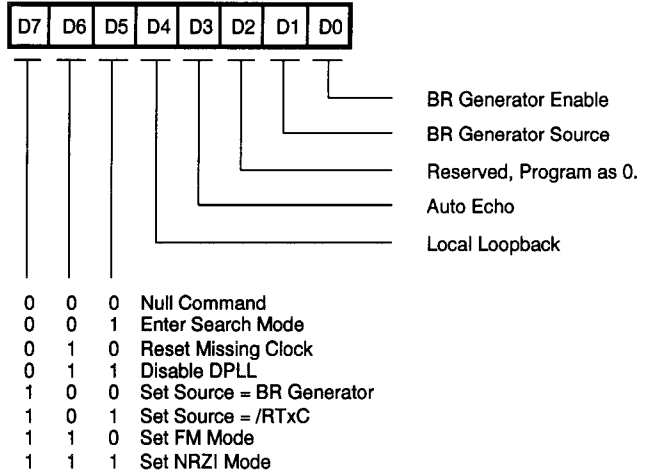 D7 D6 D5 D4 D3 D2 D1 D0
BR Generator Enable
BR Generator Source
Reserved, Program as 0.
Auto Echo
Local Loopback
0 0 0 Null Command
0 0 1 Enter Search Mode
0 1 0 Reset Missing Clock
0 1 1 Disable DPLL
1 0 0 Set Source = BR Generator
1 0 1 Set Source = /RTxC
1 1 0 Set FM Mode
1 1 1 Set NRZI Mode